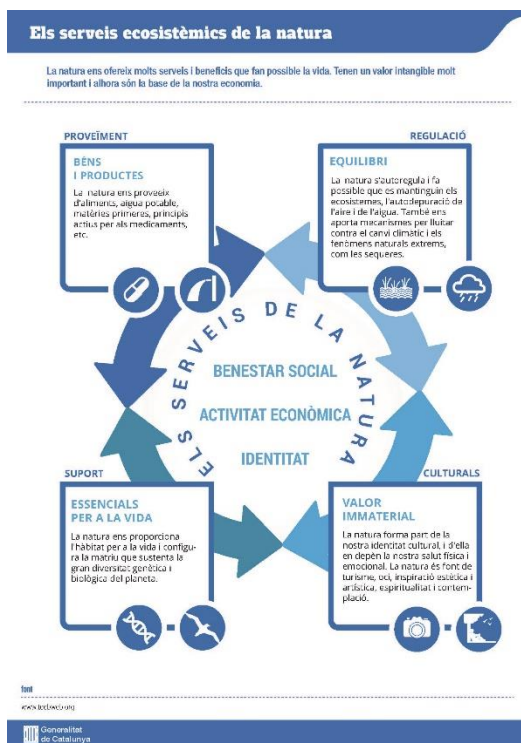 Els serveis ecosistèmics de la natura
La natura ens ofereix molts serveis i beneficis que fan possible la vida. Tenen un valor intangible molt
important i alhora són la base de la nostra economia.
PROVEÏMENT
BÉNS
I PRODUCTES
La natura ens proveeix
d'aliments, aigua potable,
matèries primeres, principis
actius per als medicaments,
etc.
REGULACIÓ
EQUILIBRI
La natura s'autoregula i fa
possible que es mantinguin els
ecosistemes, l'autodepuració de
l'aire i de l'aigua. També ens
aporta mecanismes per lluitar
contra el canvi climàtic i els
fenòmens naturals extrems,
com les sequeres.
ELS SERVEIS DE LA NATURA
BENESTAR SOCIAL
ACTIVITAT ECONÒMICA
IDENTITAT
SUPORT
ESSENCIALS
PER A LA VIDA
La natura ens proporciona
l'hàbitat per a la vida i configu-
ra la matriu que sustenta la
gran diversitat genètica i
biològica del planeta.
CULTURALS
VALOR
IMMATERIAL
La natura forma part de la
nostra identitat cultural, i d'ella
en depèn la nostra salut física i
emocional. La natura és font de
turisme, oci, inspiració estètica i
artística, espiritualitat i contem-
plació.
font
Generalitat
de Catalunya